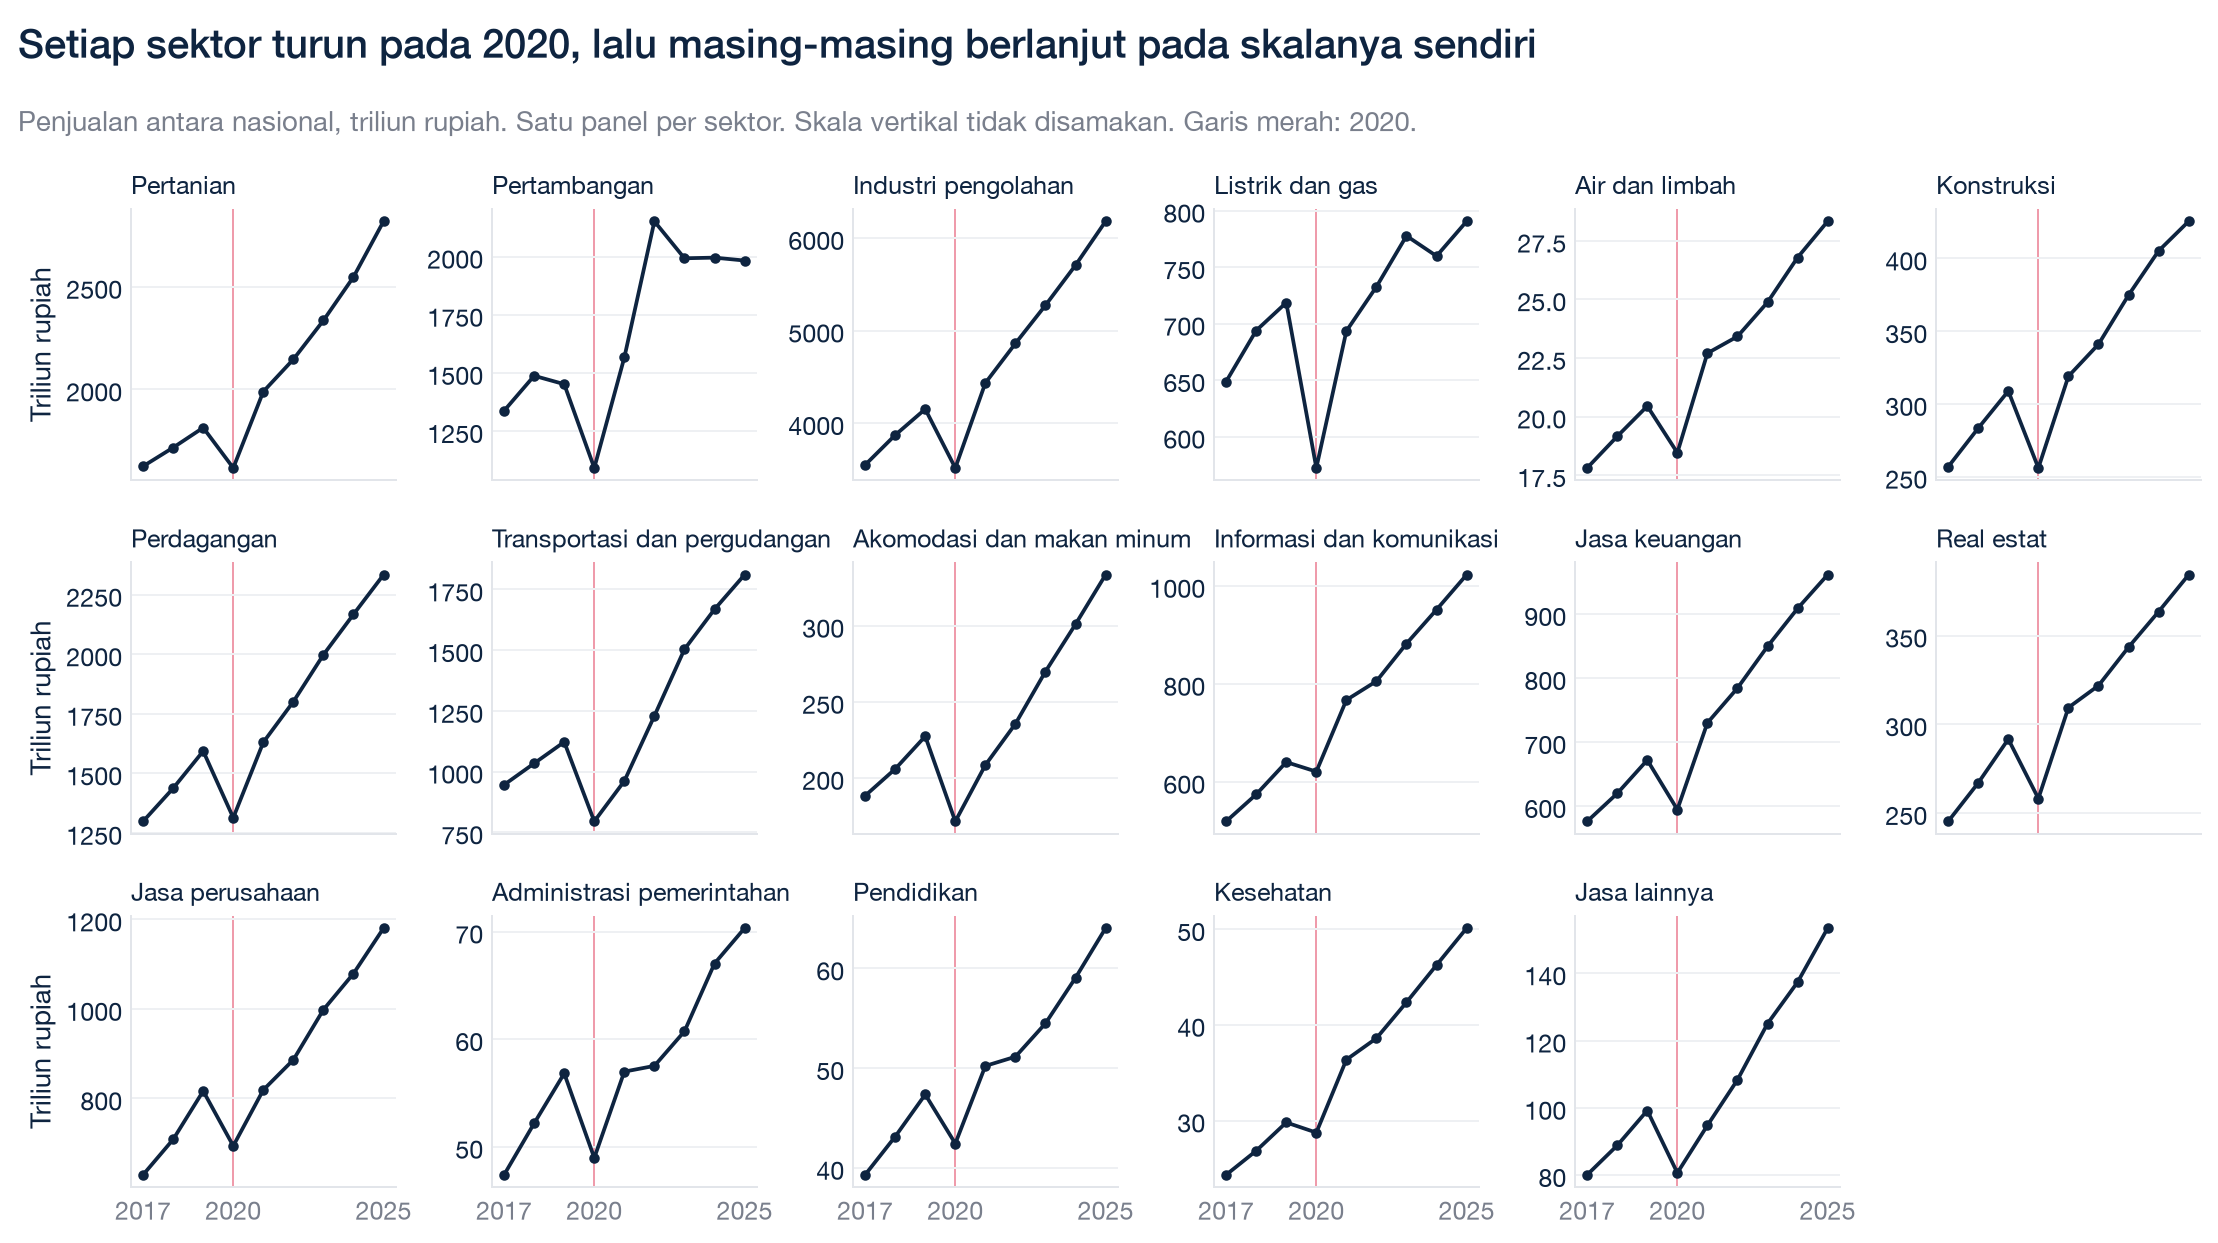 Setiap sektor turun pada 2020, lalu masing-masing berlanjut pada skalanya sendiri
Penjualan antara nasional, triliun rupiah. Satu panel per sektor. Skala vertikal tidak disamakan. Garis merah: 2020.
Pertanian
Triliun rupiah
2500
2000
Pertambangan
2000
1750
1500
1250
Industri pengolahan
6000
5000
4000
Listrik dan gas
800
750
700
650
600
Air dan limbah
27.5
25.0
22.5
20.0
17.5
Konstruksi
400
350
300
250
Perdagangan
Triliun rupiah
2250
2000
1750
1500
1250
Transportasi dan pergudangan
1750
1500
1250
1000
750
Akomodasi dan makan minum
300
250
200
Informasi dan komunikasi
1000
800
600
Jasa keuangan
900
800
700
600
Real estat
350
300
250
Jasa perusahaan
Triliun rupiah
1200
1000
800
2017 2020 2025
Administrasi pemerintahan
70
60
50
2017 2020 2025
Pendidikan
60
50
40
2017 2020 2025
Kesehatan
50
40
30
2017 2020 2025
Jasa lainnya
140
120
100
80
2017 2020 2025